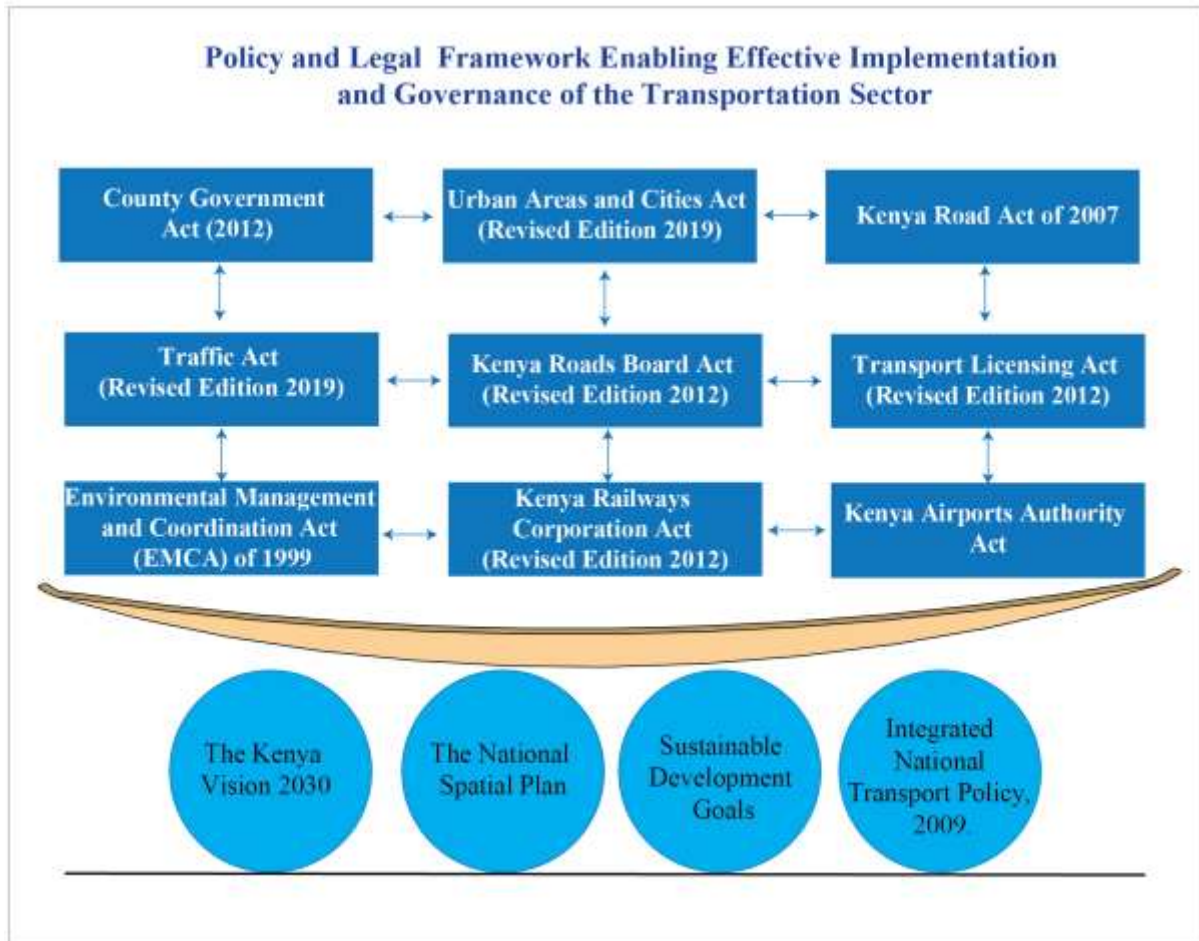 Policy and Legal Framework Enabling Effective Implementation
and Governance of the Transportation Sector
County Government
Act (2012)
Urban Areas and Cities Act
(Revised Edition 2019)
Kenya Road Act of 2007
Traffic Act
(Revised Edition 2019)
Kenya Roads Board Act
(Revised Edition 2012)
Transport Licensing Act
(Revised Edition 2012)
Environmental Management
and Coordination Act
(EMCA) of 1999
Kenya Railways
Corporation Act
(Revised Edition 2012)
Kenya Airports Authority
Act
The Kenya
Vision 2030
The National
Spatial Plan
Sustainable
Development
Goals
Integrated
National
Transport Policy,
2009